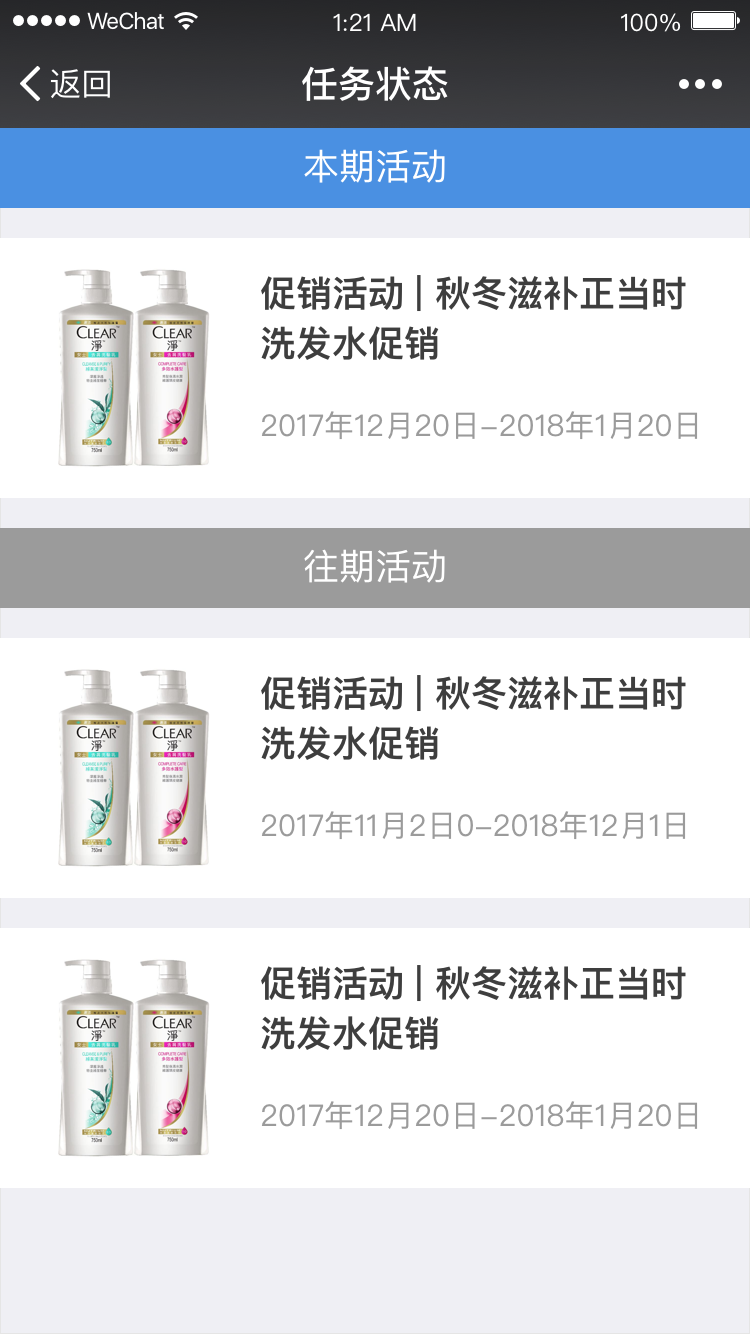 WeChat 1:21 AM 100%
返回 任务状态
本期活动
CLEAR CLEAR
淨 淨
750ml 750ml
促销活动 | 秋冬滋补正当时
洗发水促销
2017年12月20日-2018年1月20日
往期活动
CLEAR CLEAR
淨 淨
750ml 750ml
促销活动 | 秋冬滋补正当时
洗发水促销
2017年11月2日0-2018年12月1日
CLEAR CLEAR
淨 淨
750ml 750ml
促销活动 | 秋冬滋补正当时
洗发水促销
2017年12月20日-2018年1月20日